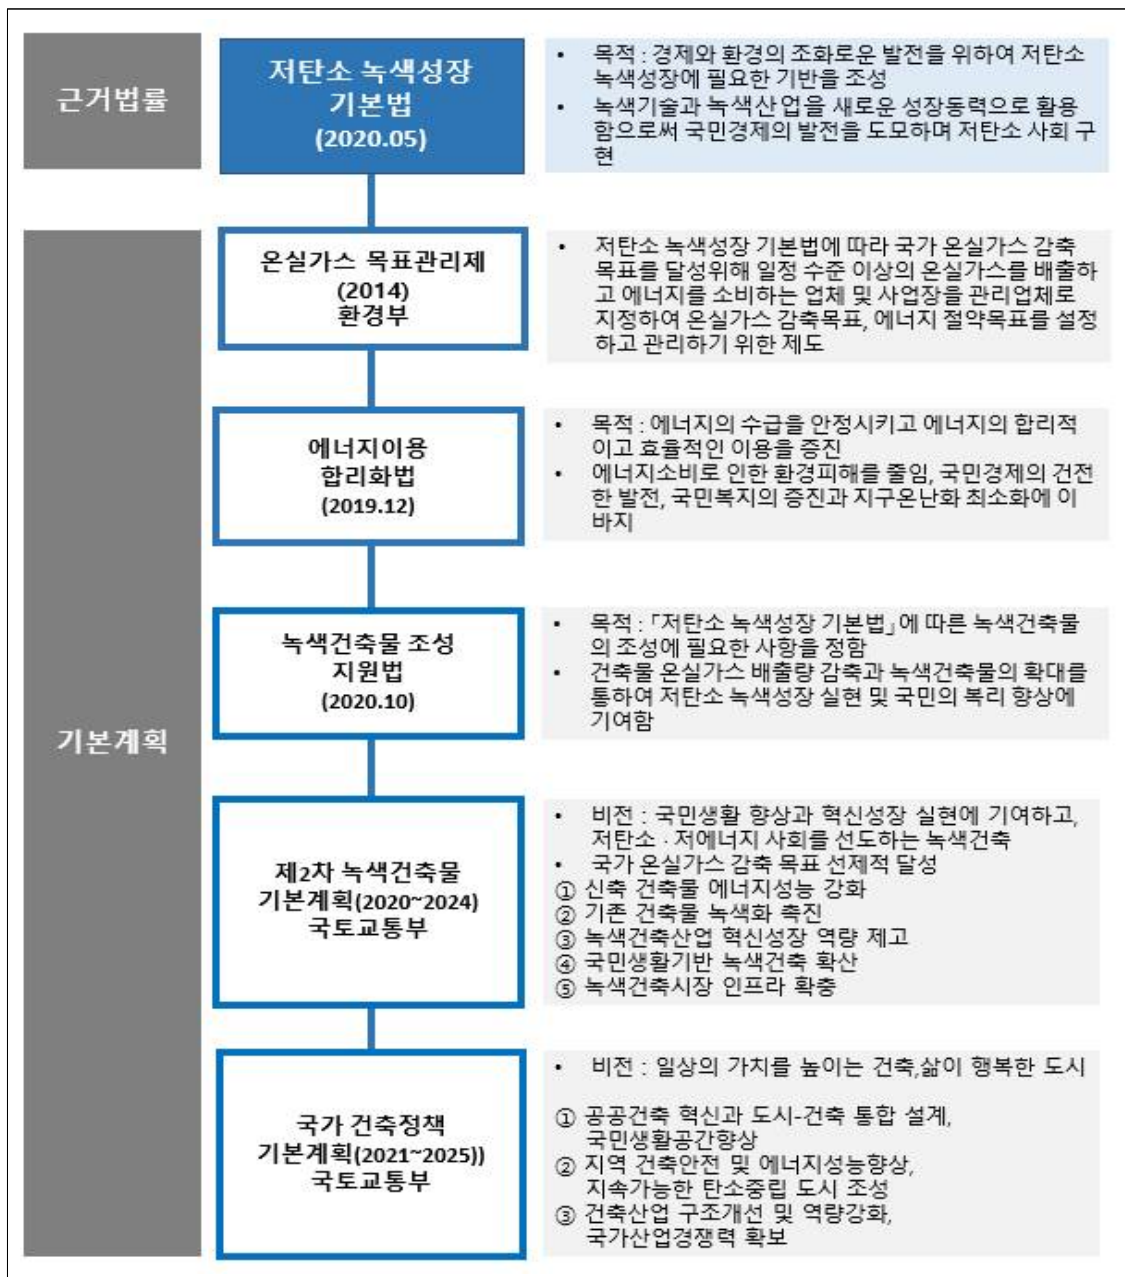 근거법률
저탄소 녹색성장
기본법
(2020.05)
• 목적 : 경제와 환경의 조화로운 발전을 위하여 저탄소
녹색성장에 필요한 기반을 조성
• 녹색기술과 녹색산업을 새로운 성장동력으로 활용
함으로써 국민경제의 발전을 도모하며 저탄소 사회 구
현
기본계획
온실가스 목표관리제
(2014)
환경부
• 저탄소 녹색성장 기본법에 따라 국가 온실가스 감축
목표를 달성위해 일정 수준 이상의 온실가스를 배출하
고 에너지를 소비하는 업체 및 사업장을 관리업체로
지정하여 온실가스 감축목표, 에너지 절약목표를 설정
하고 관리하기 위한 제도
에너지이용
합리화법
(2019.12)
• 목적 : 에너지의 수급을 안정시키고 에너지의 합리적
이고 효율적인 이용을 증진
• 에너지소비로 인한 환경피해를 줄임, 국민경제의 건전
한 발전, 국민복지의 증진과 지구온난화 최소화에 이
바지
녹색건축물 조성
지원법
(2020.10)
• 목적 : 「저탄소 녹색성장 기본법」에 따른 녹색건축물
의 조성에 필요한 사항을 정함
• 건축물 온실가스 배출량 감축과 녹색건축물의 확대를
통하여 저탄소 녹색성장 실현 및 국민의 복리 향상에
기여함
제2차 녹색건축물
기본계획(2020~2024)
국토교통부
• 비전 : 국민생활 향상과 혁신성장 실현에 기여하고,
저탄소 · 저에너지 사회를 선도하는 녹색건축
• 국가 온실가스 감축 목표 선제적 달성
① 신축 건축물 에너지성능 강화
② 기존 건축물 녹색화 촉진
③ 녹색건축산업 혁신성장 역량 제고
④ 국민생활기반 녹색건축 확산
⑤ 녹색건축시장 인프라 확충
국가 건축정책
기본계획(2021~2025))
국토교통부
• 비전 : 일상의 가치를 높이는 건축,삶이 행복한 도시
① 공공건축 혁신과 도시-건축 통합 설계,
국민생활공간향상
② 지역 건축안전 및 에너지성능향상,
지속가능한 탄소중립 도시 조성
③ 건축산업 구조개선 및 역량강화,
국가산업경쟁력 확보